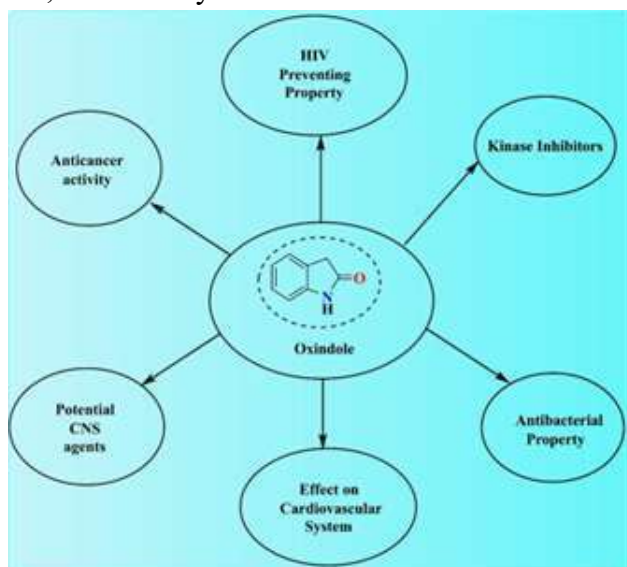 HIV
Preventing
Property
Kinase Inhibitors
Anticancer
activity
O
N
H
Oxindole
Potential
CNS
agents
Antibacterial
Property
Effect on
Cardiovascular
System